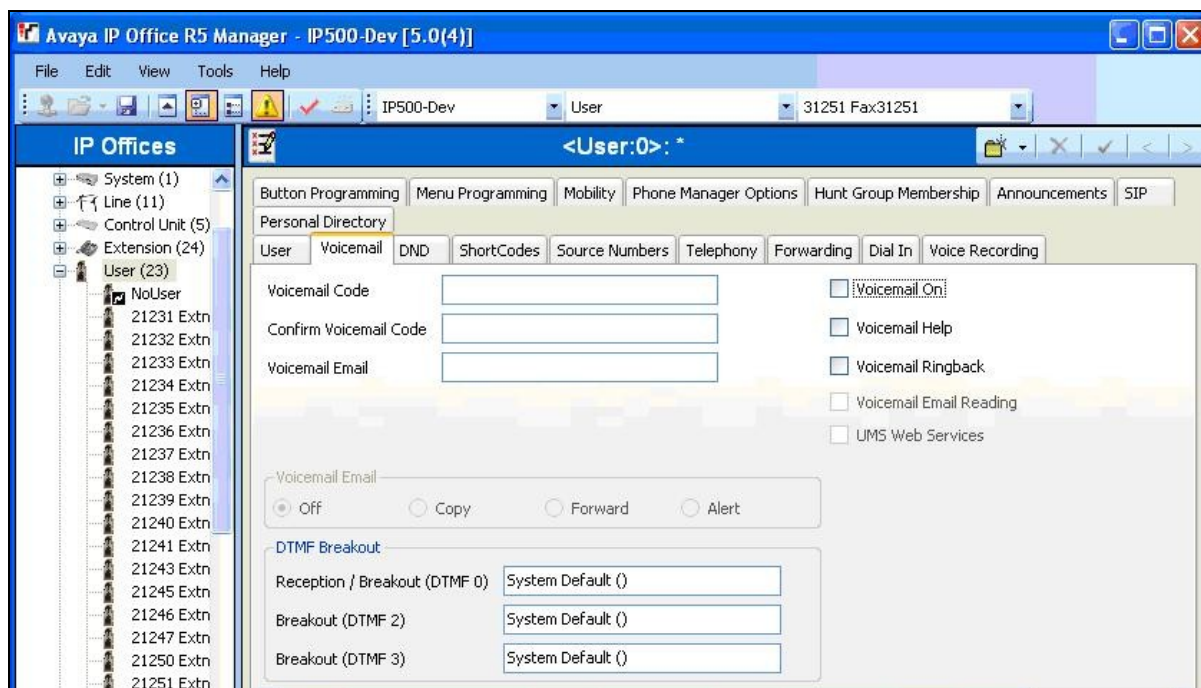 Avaya IP Office R5 Manager - IP500-Dev [5.0(4)]
File Edit View Tools Help
IP500-Dev User 31251 Fax31251
IP Offices
<User:0>: *
System (1)
Line (11)
Control Unit (5)
Extension (24)
User (23)
NoUser
21231 Extn
21232 Extn
21233 Extn
21234 Extn
21235 Extn
21236 Extn
21237 Extn
21238 Extn
21239 Extn
21240 Extn
21241 Extn
21243 Extn
21245 Extn
21246 Extn
21247 Extn
21250 Extn
21251 Extn
Button Programming Menu Programming Mobility Phone Manager Options Hunt Group Membership Announcements SIP
Personal Directory
User Voicemail DND ShortCodes Source Numbers Telephony Forwarding Dial In Voice Recording
Voicemail Code
Voicemail On
Confirm Voicemail Code
Voicemail Help
Voicemail Email
Voicemail Ringback
Voicemail Email Reading
UMS Web Services
Voicemail Email
Off Copy Forward Alert
DTMF Breakout
Reception / Breakout (DTMF 0) System Default ()
Breakout (DTMF 2) System Default ()
Breakout (DTMF 3) System Default ()